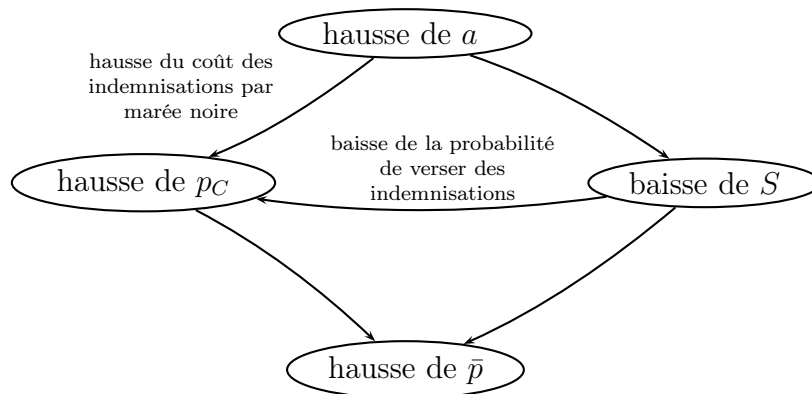 hausse de a
hausse du coût des
indemnisations par
marée noire
baisse de la probabilité
de verser des
indemnisations
hausse de p_C
baisse de S
hausse de p̄